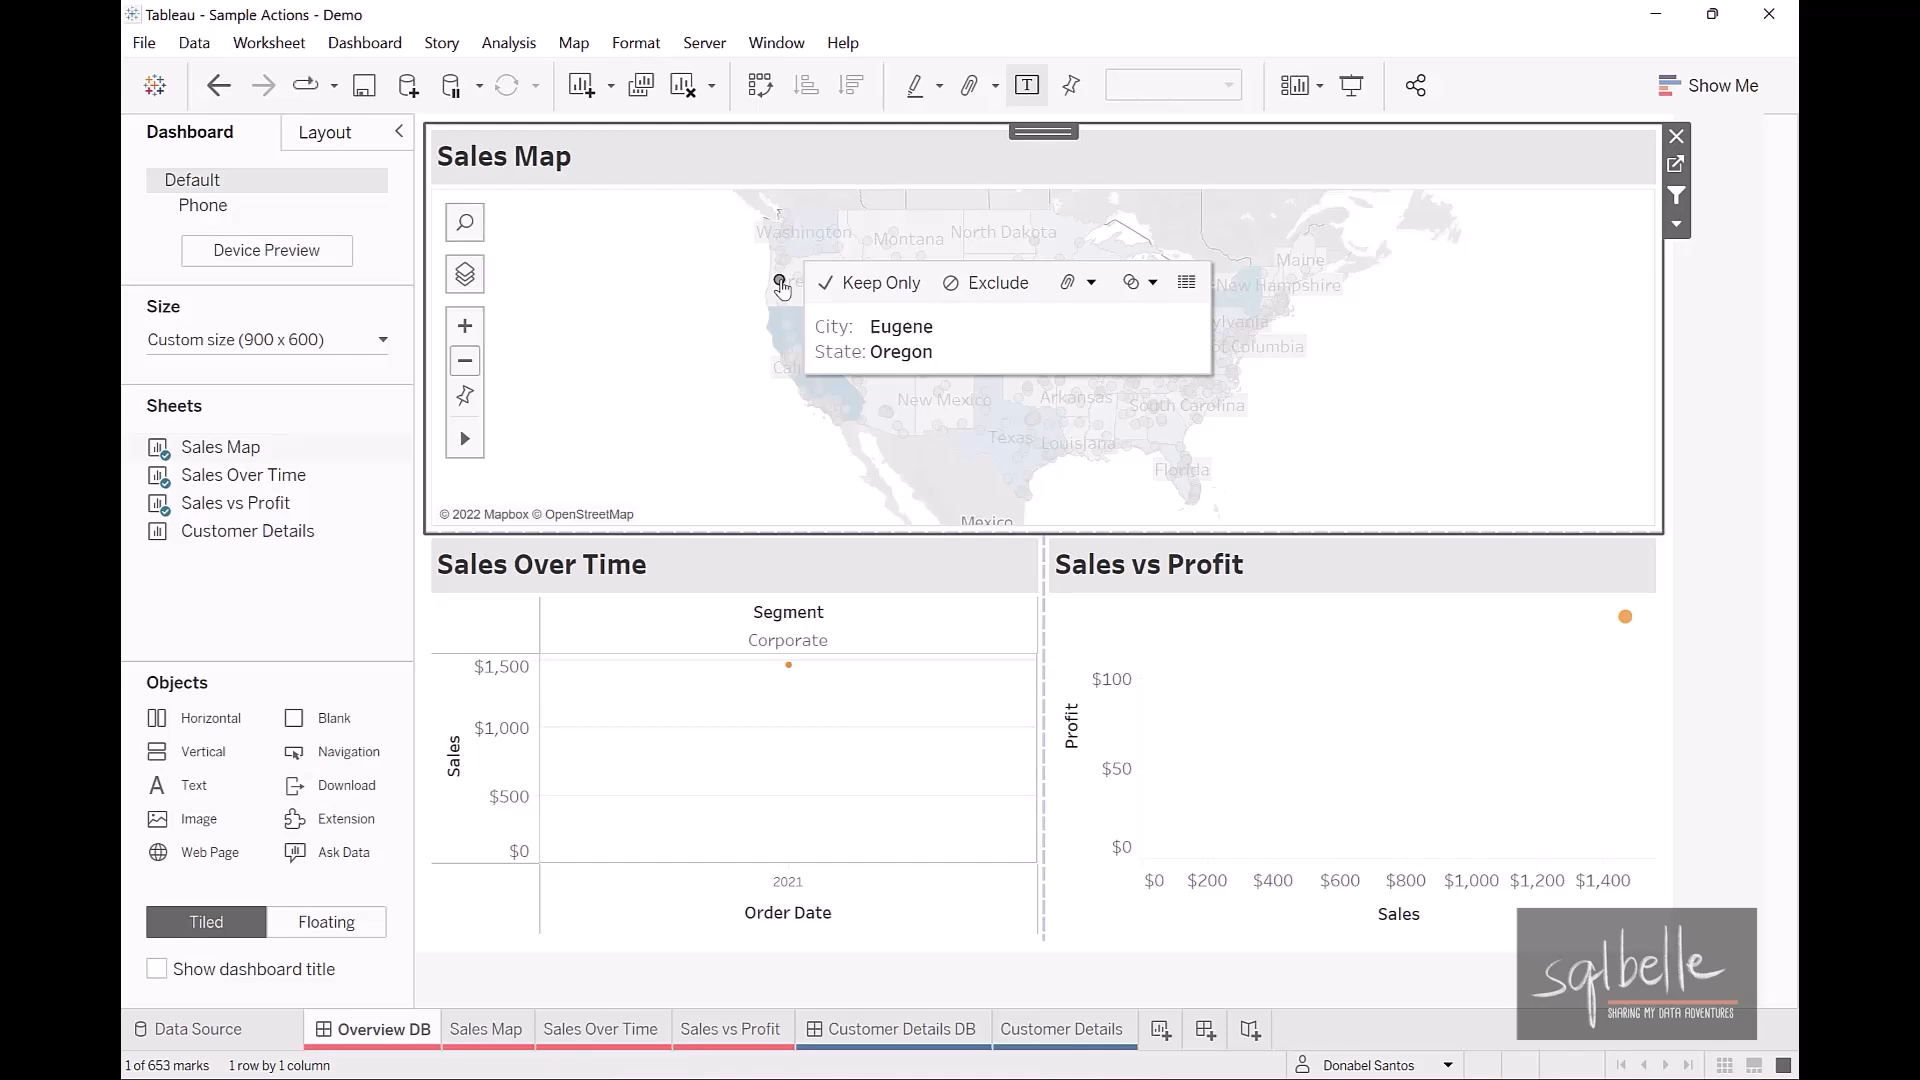 Tableau - Sample Actions - Demo
File Data Worksheet Dashboard Story Analysis Map Format Server Window Help
Show Me
Dashboard Layout
Default
Phone
Device Preview
Size
Custom size (900 x 600)
Sheets
Sales Map
Sales Over Time
Sales vs Profit
Customer Details
Objects
Horizontal Blank
Vertical Navigation
Text Download
Image Extension
Web Page Ask Data
Tiled Floating
Show dashboard title
Sales Map
Washington Montana North Dakota
Maine
New Hampshire
Keep Only Exclude
City: Eugene
State: Oregon
ylvania
of Columbia
Cali
New Mexico Arkansas South Carolina
Texas Louisiana
Florida
Mexico
© 2022 Mapbox © OpenStreetMap
Sales Over Time
Segment
Corporate
$1,500
$1,000
$500
$0
Sales
2021
Order Date
Sales vs Profit
$100
$50
$0
Profit
$0 $200 $400 $600 $800 $1,000 $1,200 $1,400
Sales
sqlbelle
SHARING MY DATA ADVENTURES
Data Source Overview DB Sales Map Sales Over Time Sales vs Profit Customer Details DB Customer Details
1 of 653 marks 1 row by 1 column
Donabel Santos